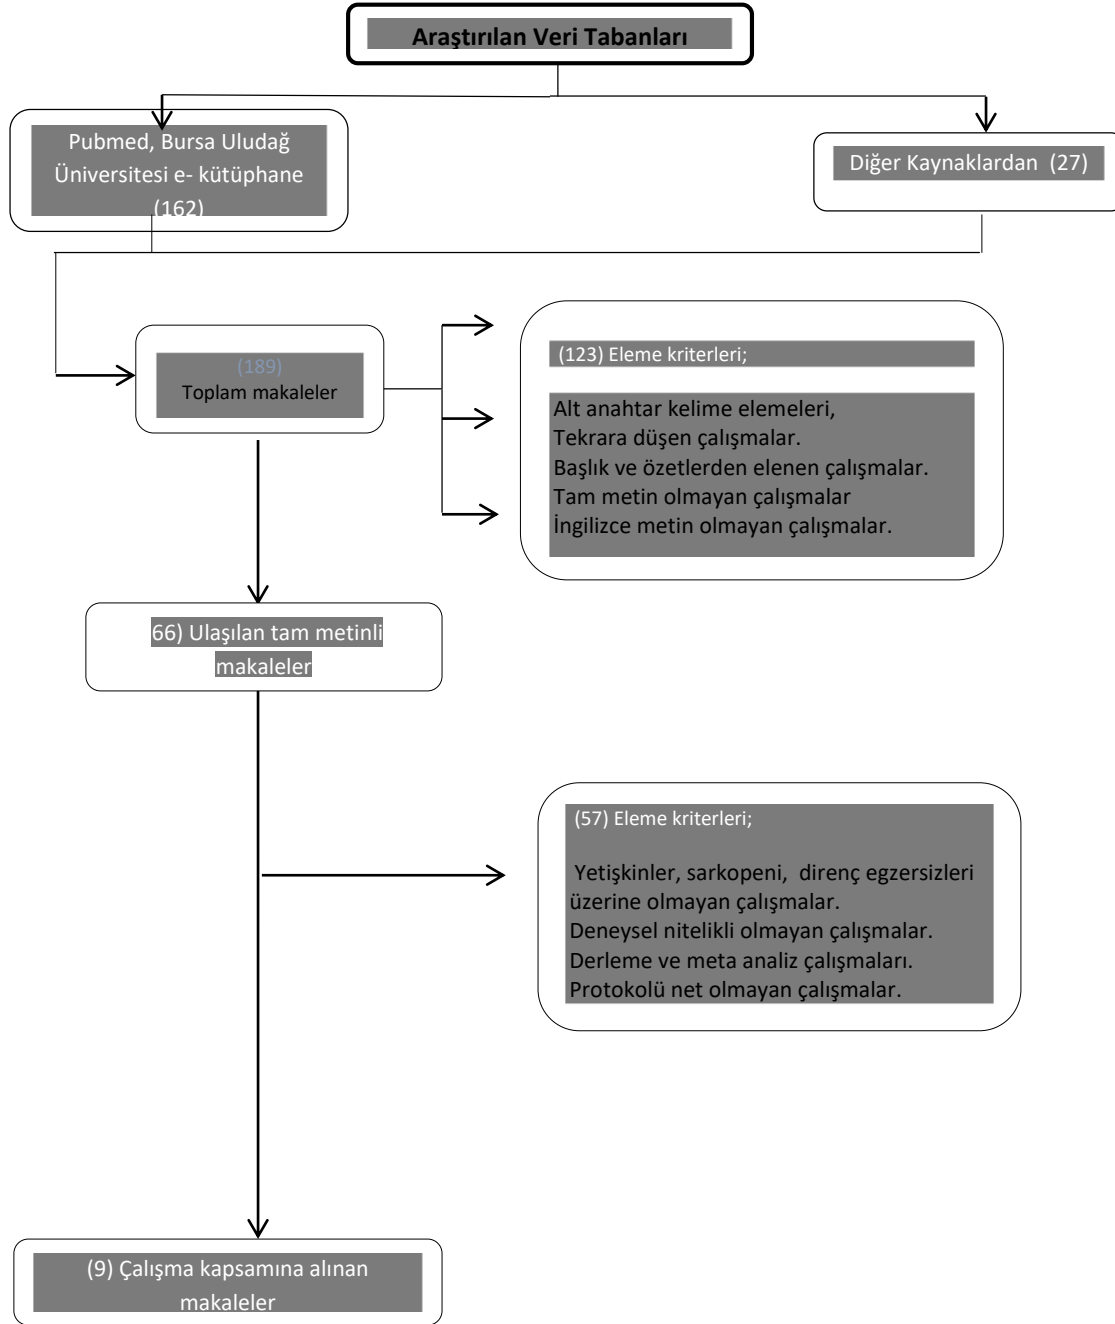 Araştırılan Veri Tabanları
Pubmed, Bursa Uludağ
Üniversitesi e- kütüphane
(162)
Diğer Kaynaklardan (27)
(189)
Toplam makaleler
(123) Eleme kriterleri;
Alt anahtar kelime elemeleri,
Tekrara düşen çalışmalar.
Başlık ve özetlerden elenen çalışmalar.
Tam metin olmayan çalışmalar
İngilizce metin olmayan çalışmalar.
66) Ulaşılan tam metinli
makaleler
(57) Eleme kriterleri;
Yetişkinler, sarkopeni, direnç egzersizleri
üzerine olmayan çalışmalar.
Deneysel nitelikli olmayan çalışmalar.
Derleme ve meta analiz çalışmaları.
Protokolü net olmayan çalışmalar.
(9) Çalışma kapsamına alınan
makaleler